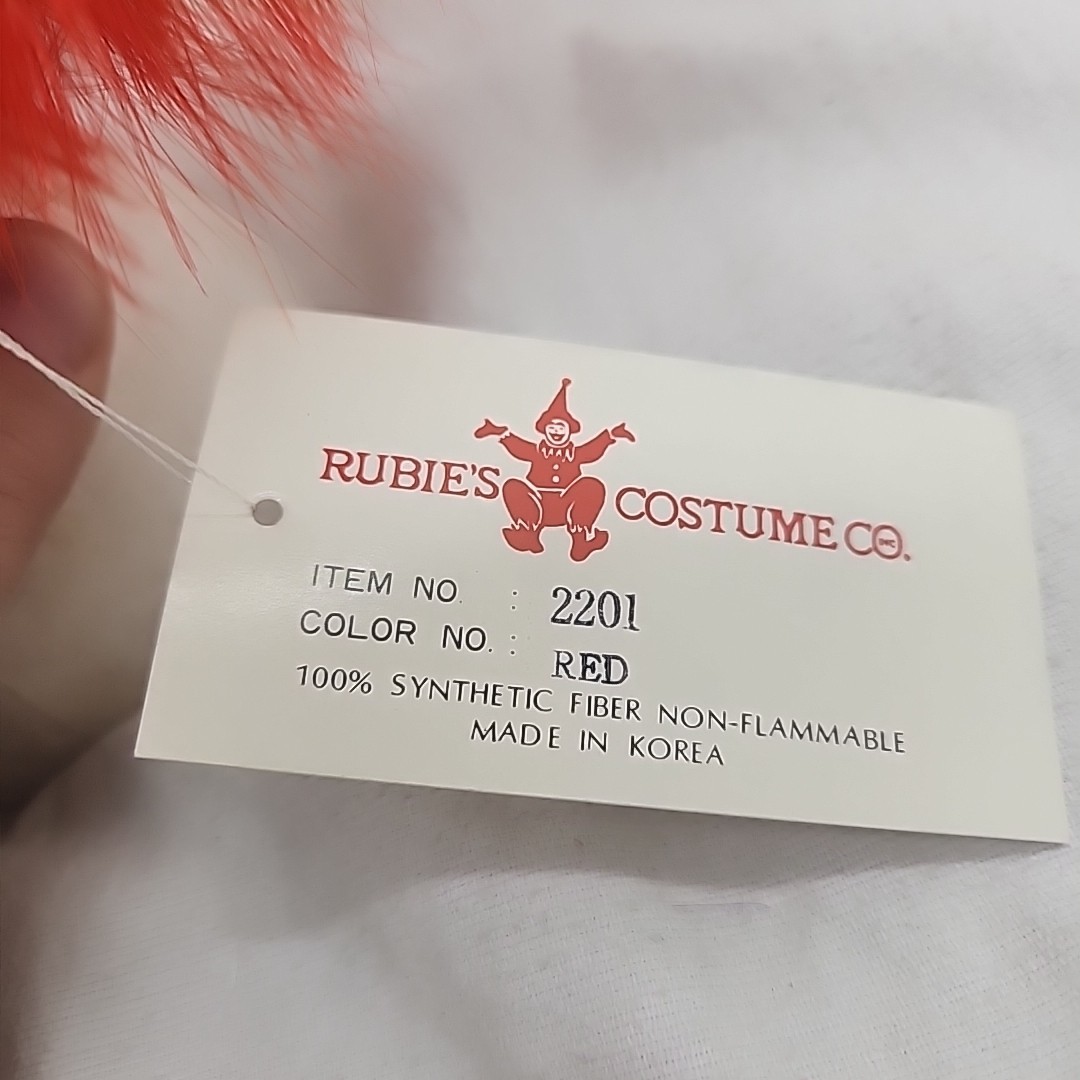 RUBIE'S COSTUME CO. INC
ITEM NO. : 2201
COLOR NO. : RED
100% SYNTHETIC FIBER NON-FLAMMABLE
MADE IN KOREA